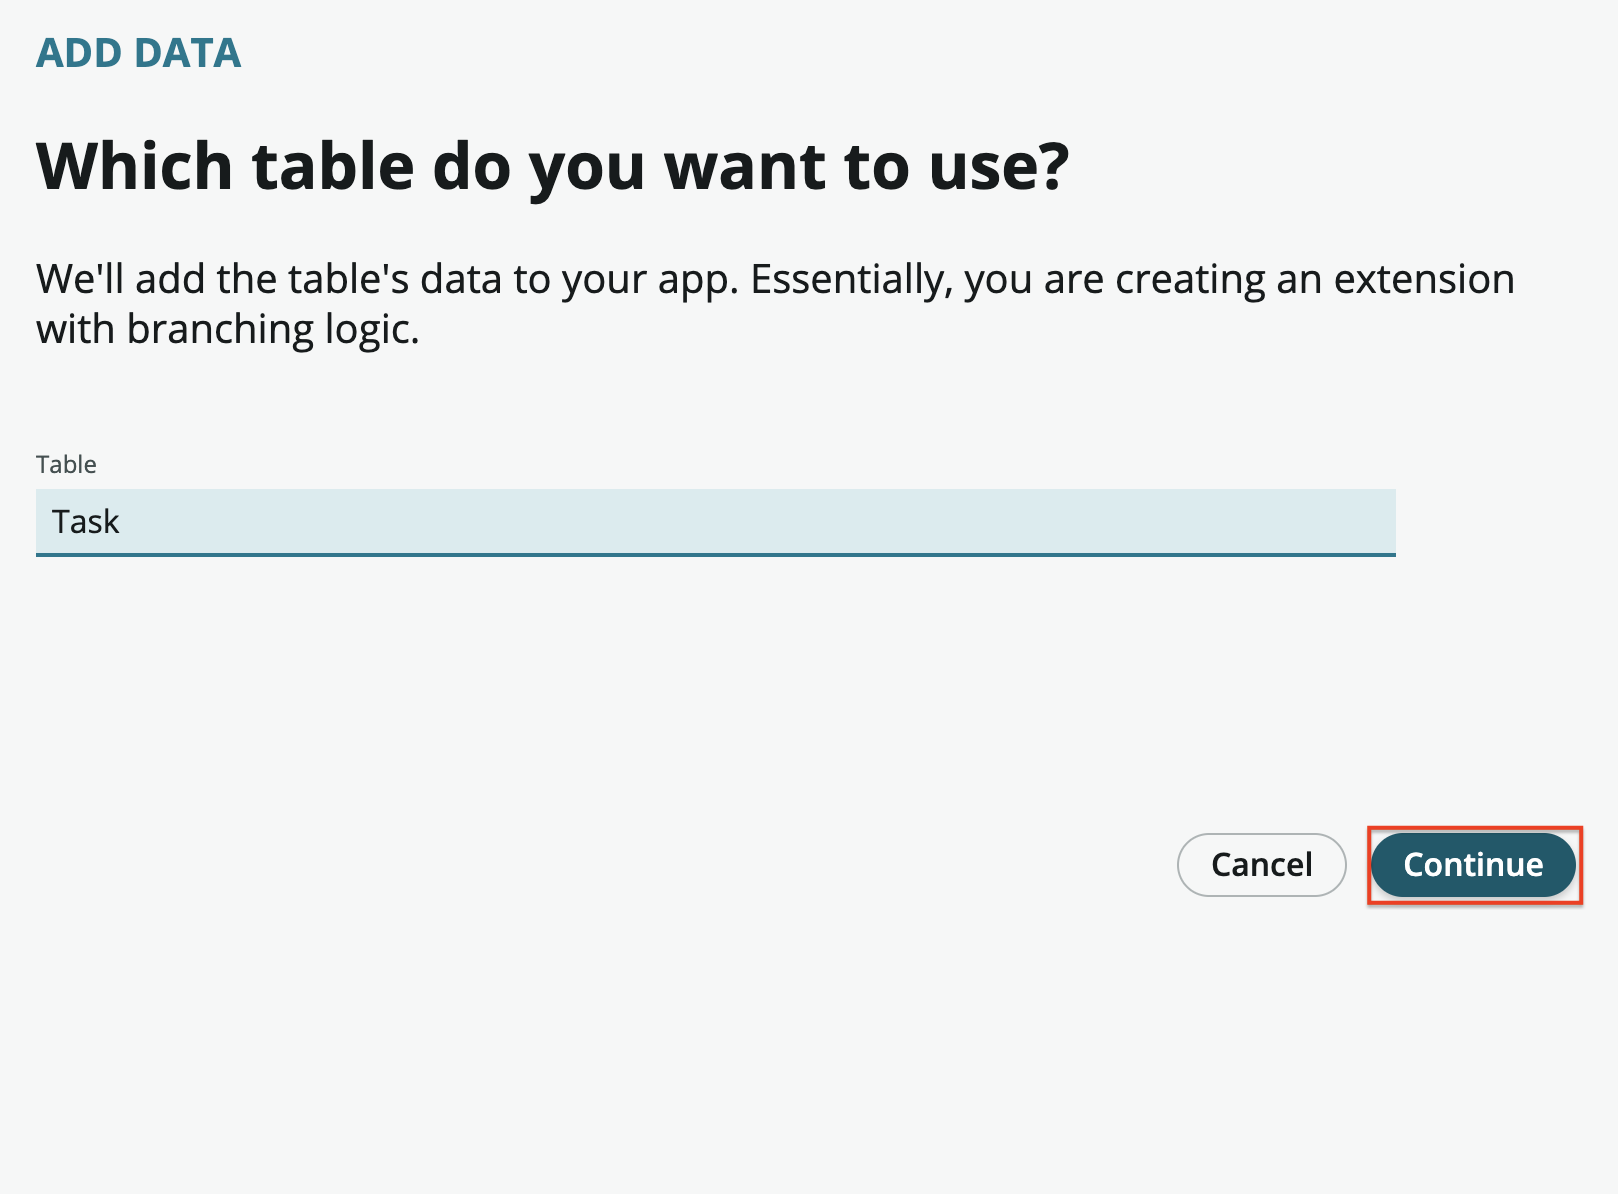 ADD DATA
Which table do you want to use?
We'll add the table's data to your app. Essentially, you are creating an extension
with branching logic.
Table
Task
Cancel
Continue